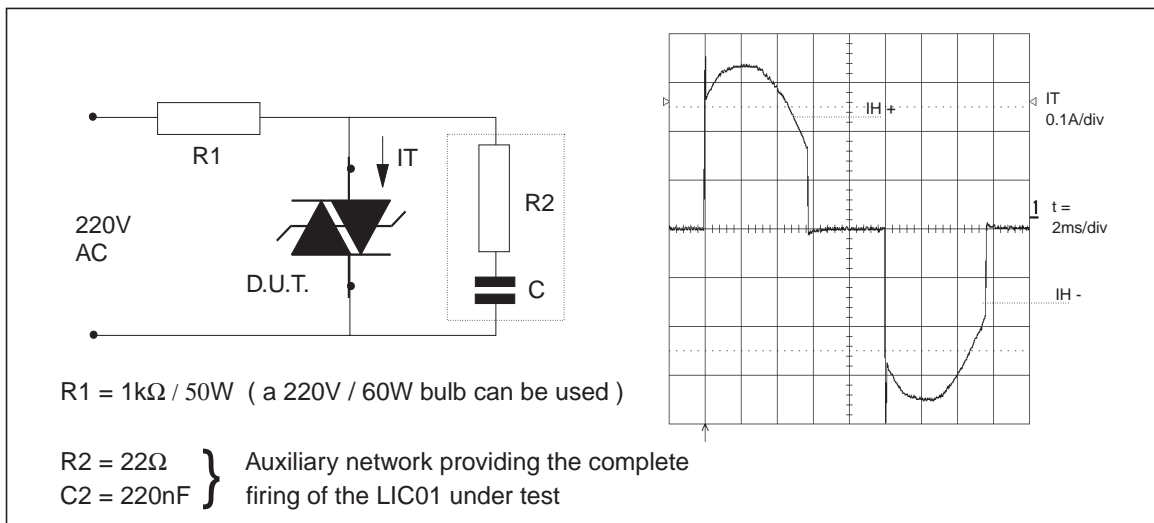 R1
IT
R2
220V
AC
D.U.T.
C
IH +
IT
0.1A/div
1
t =
2ms/div
IH -
R1 = 1kΩ / 50W ( a 220V / 60W bulb can be used )
R2 = 22Ω
C2 = 220nF
} Auxiliary network providing the complete
firing of the LIC01 under test